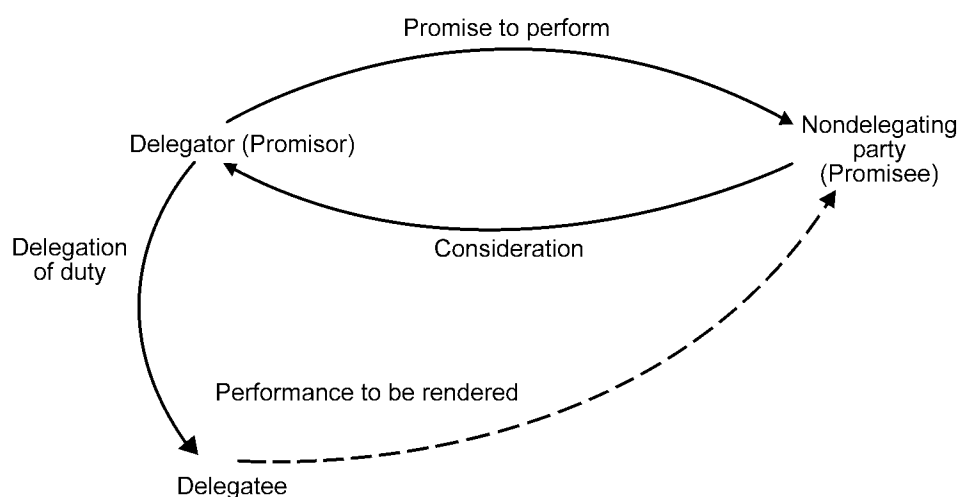 Promise to perform
Delegator (Promisor)
Nondelegating
party
(Promisee)
Consideration
Delegation
of duty
Performance to be rendered
Delegatee